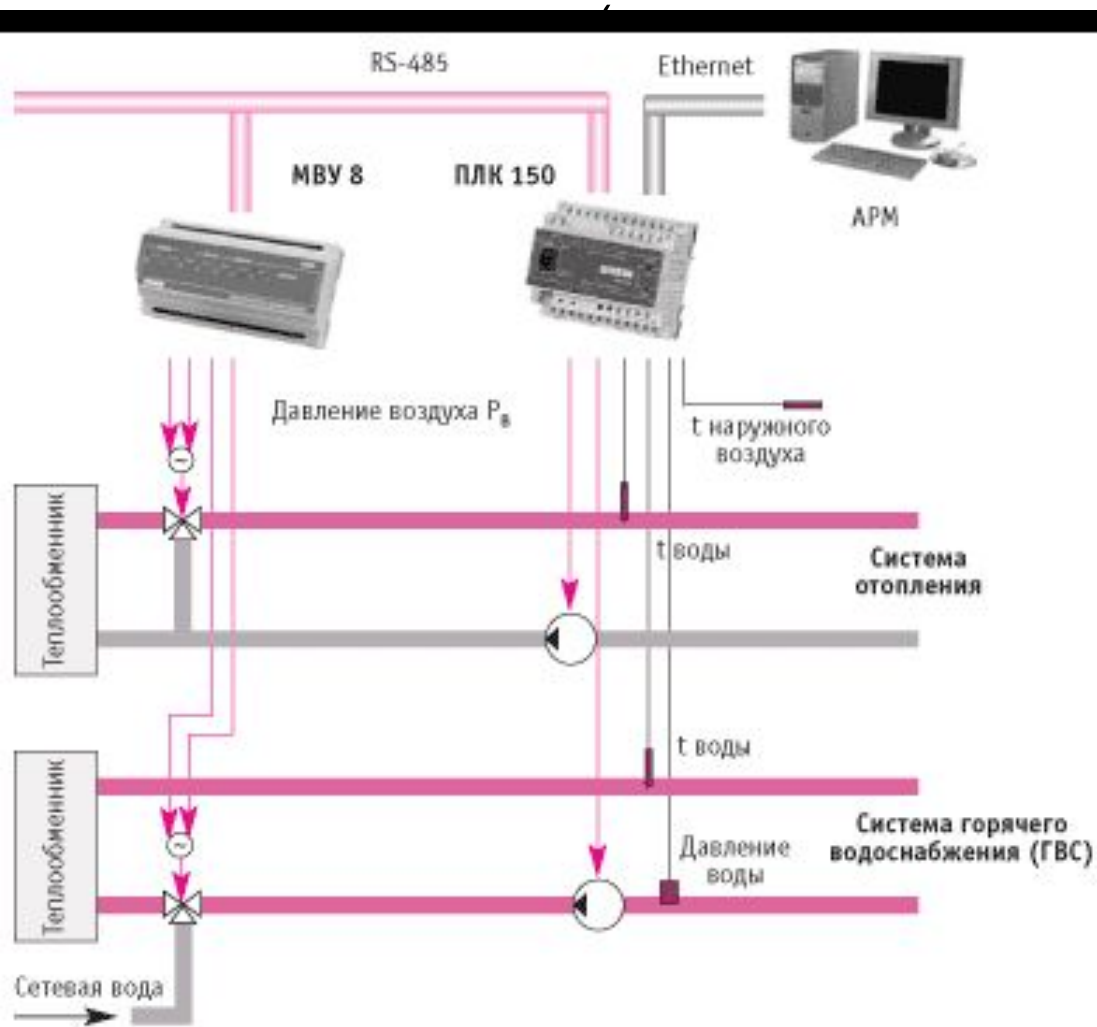 RS-485
Ethernet
МВУ 8
ПЛК 150
АРМ
Давление воздуха Pв
t наружного
воздуха
Теплообменник
t воды
Система
отопления
Теплообменник
t воды
Давление
воды
Система горячего
водоснабжения (ГВС)
Сетевая вода